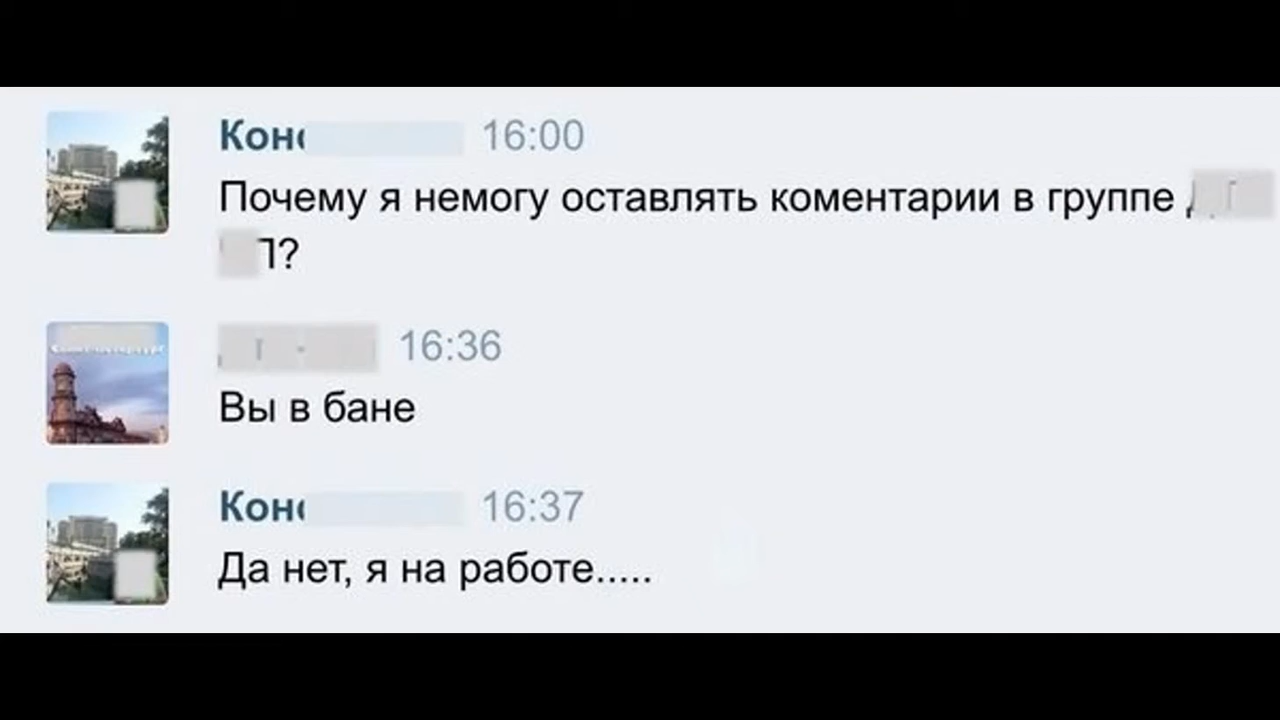 Кон 16:00
Почему я немогу оставлять коментарии в группе
?
16:36
Вы в бане
Кон 16:37
Да нет, я на работе.....